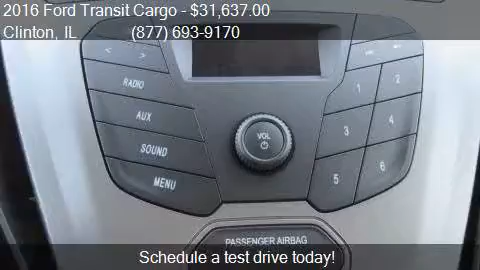 2016 Ford Transit Cargo - $31,637.00
Clinton, IL (877) 693-9170
< >
RADIO
AUX
SOUND
MENU
VOL
1 2
3 4
5 6
PASSENGER AIRBAG
Schedule a test drive today!